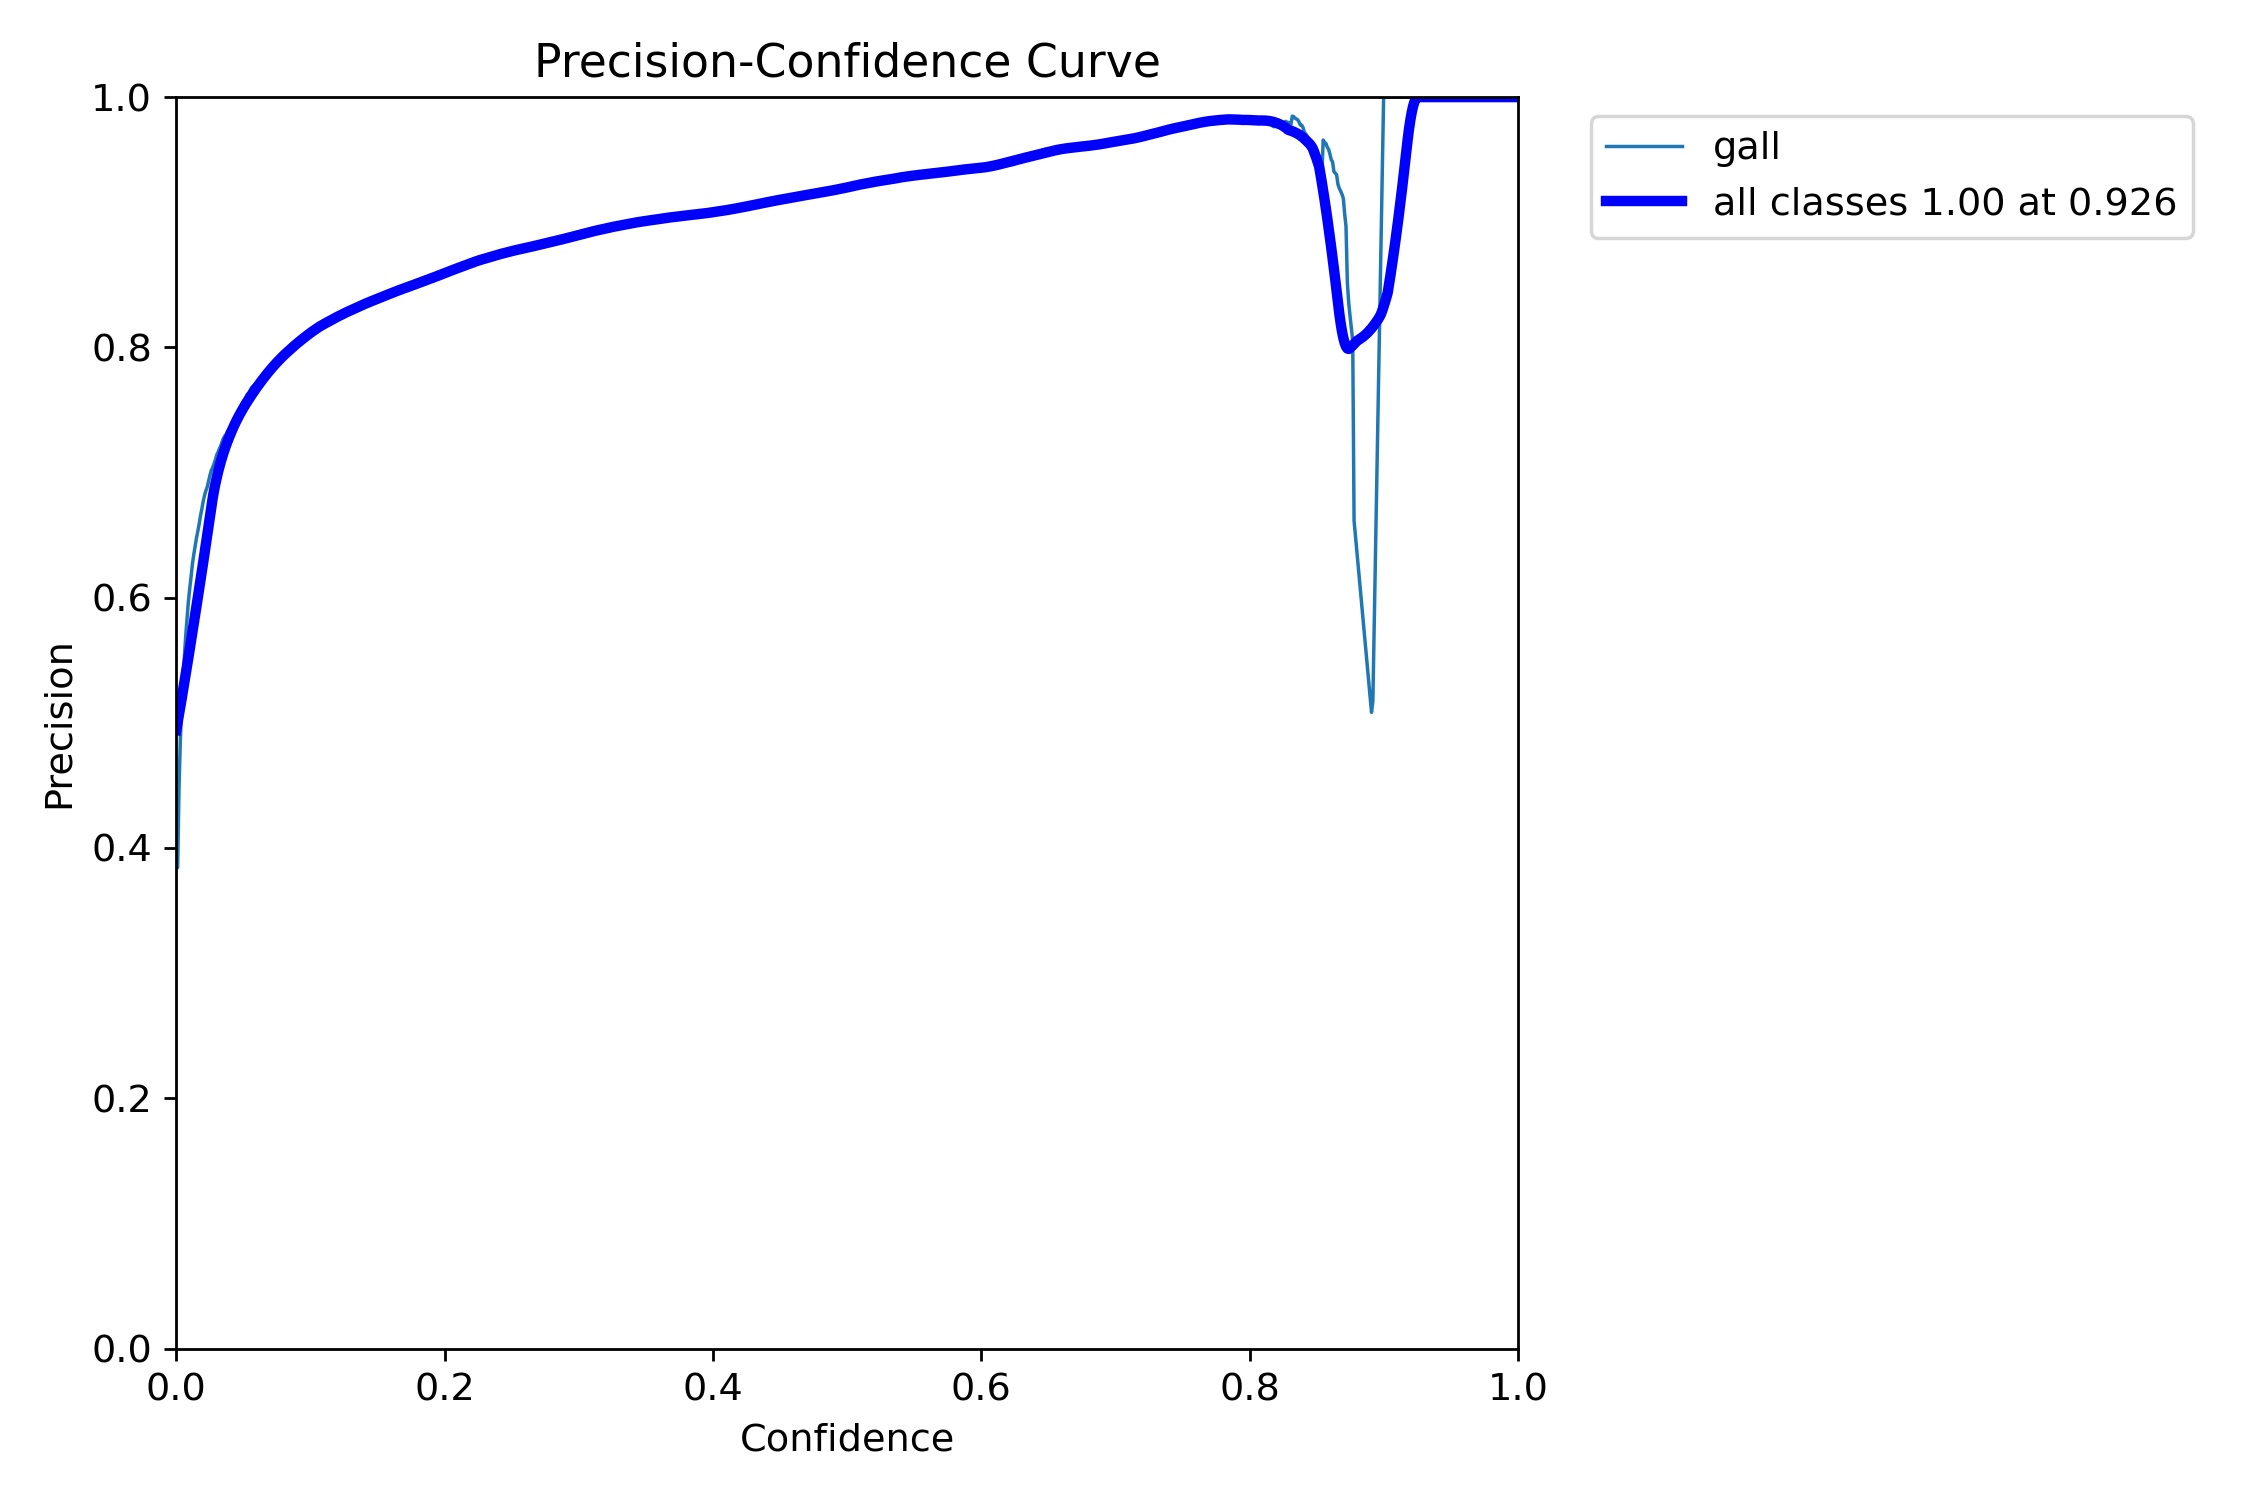 Precision-Confidence Curve
1.0
0.8
0.6
0.4
0.2
0.0
Precision
0.0 0.2 0.4 0.6 0.8 1.0
Confidence
gall
all classes 1.00 at 0.926